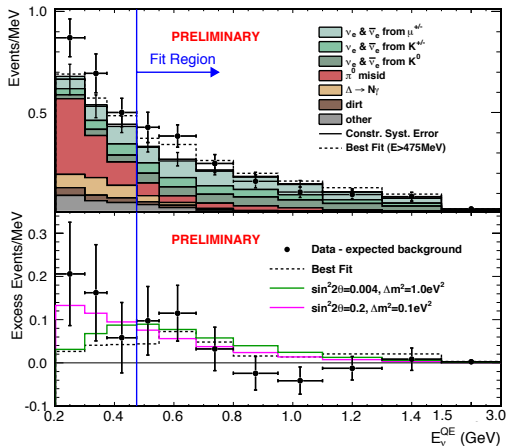 Events/MeV
1.0
0.5
PRELIMINARY
Fit Region
νe & ν̄e from μ+/-
νe & ν̄e from K+/-
νe & ν̄e from K0
π0 misid
Δ → Nγ
dirt
other
Constr. Syst. Error
Best Fit (E>475MeV)
Excess Events/MeV
0.3
0.2
0.1
0.0
-0.1
PRELIMINARY
Data - expected background
Best Fit
sin²2θ=0.004, Δm²=1.0eV²
sin²2θ=0.2, Δm²=0.1eV²
0.2 0.4 0.6 0.8 1.0 1.2 1.4 1.5 3.0
EνQE (GeV)